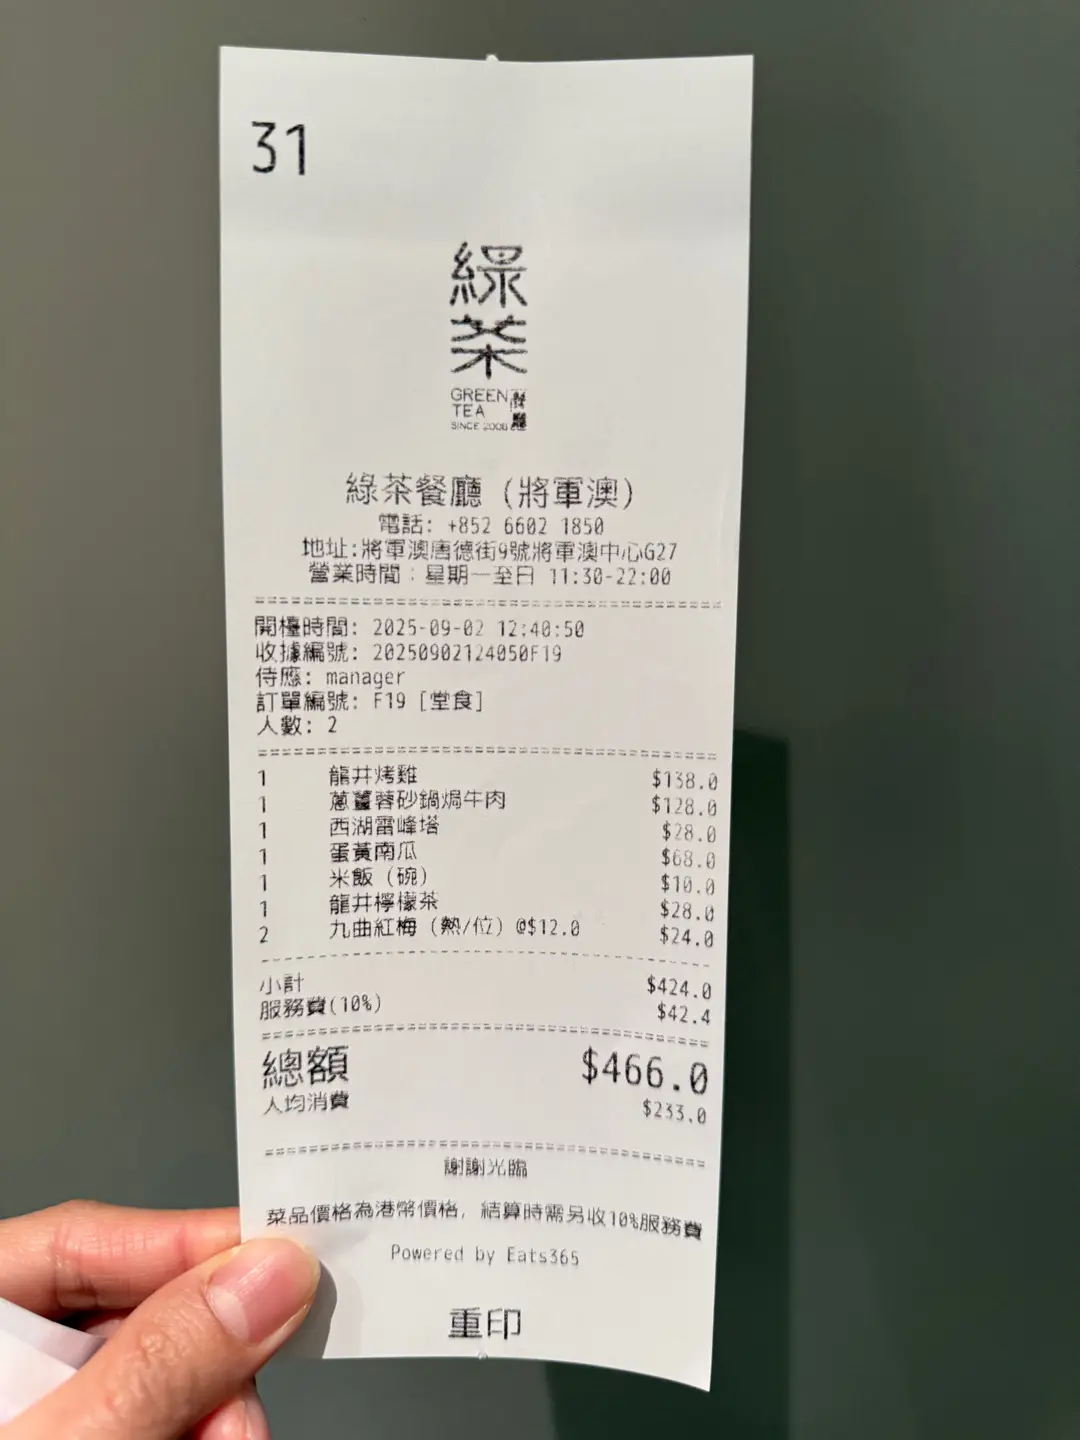 31
綠
茶
GREEN 餐廳
TEA
SINCE 2008
綠茶餐廳 (將軍澳)
電話: +852 6602 1850
地址:將軍澳唐德街9號將軍澳中心G27
營業時間：星期一至日 11:30-22:00
開檯時間: 2025-09-02 12:40:50
收據編號: 20250902124050F19
侍應: manager
訂單編號: F19 [堂食]
人數: 2
1 龍井烤雞 $138.0
1 蔥薑蓉砂鍋焗牛肉 $128.0
1 西湖雷峰塔 $28.0
1 蛋黃南瓜 $68.0
1 米飯 (碗) $10.0
1 龍井檸檬茶 $28.0
2 九曲紅梅 (熱/位) @$12.0 $24.0
小計 $424.0
服務費(10%) $42.4
總額 $466.0
人均消費 $233.0
謝謝光臨
菜品價格為港幣價格, 結算時需另收10%服務費
Powered by Eats365
重印